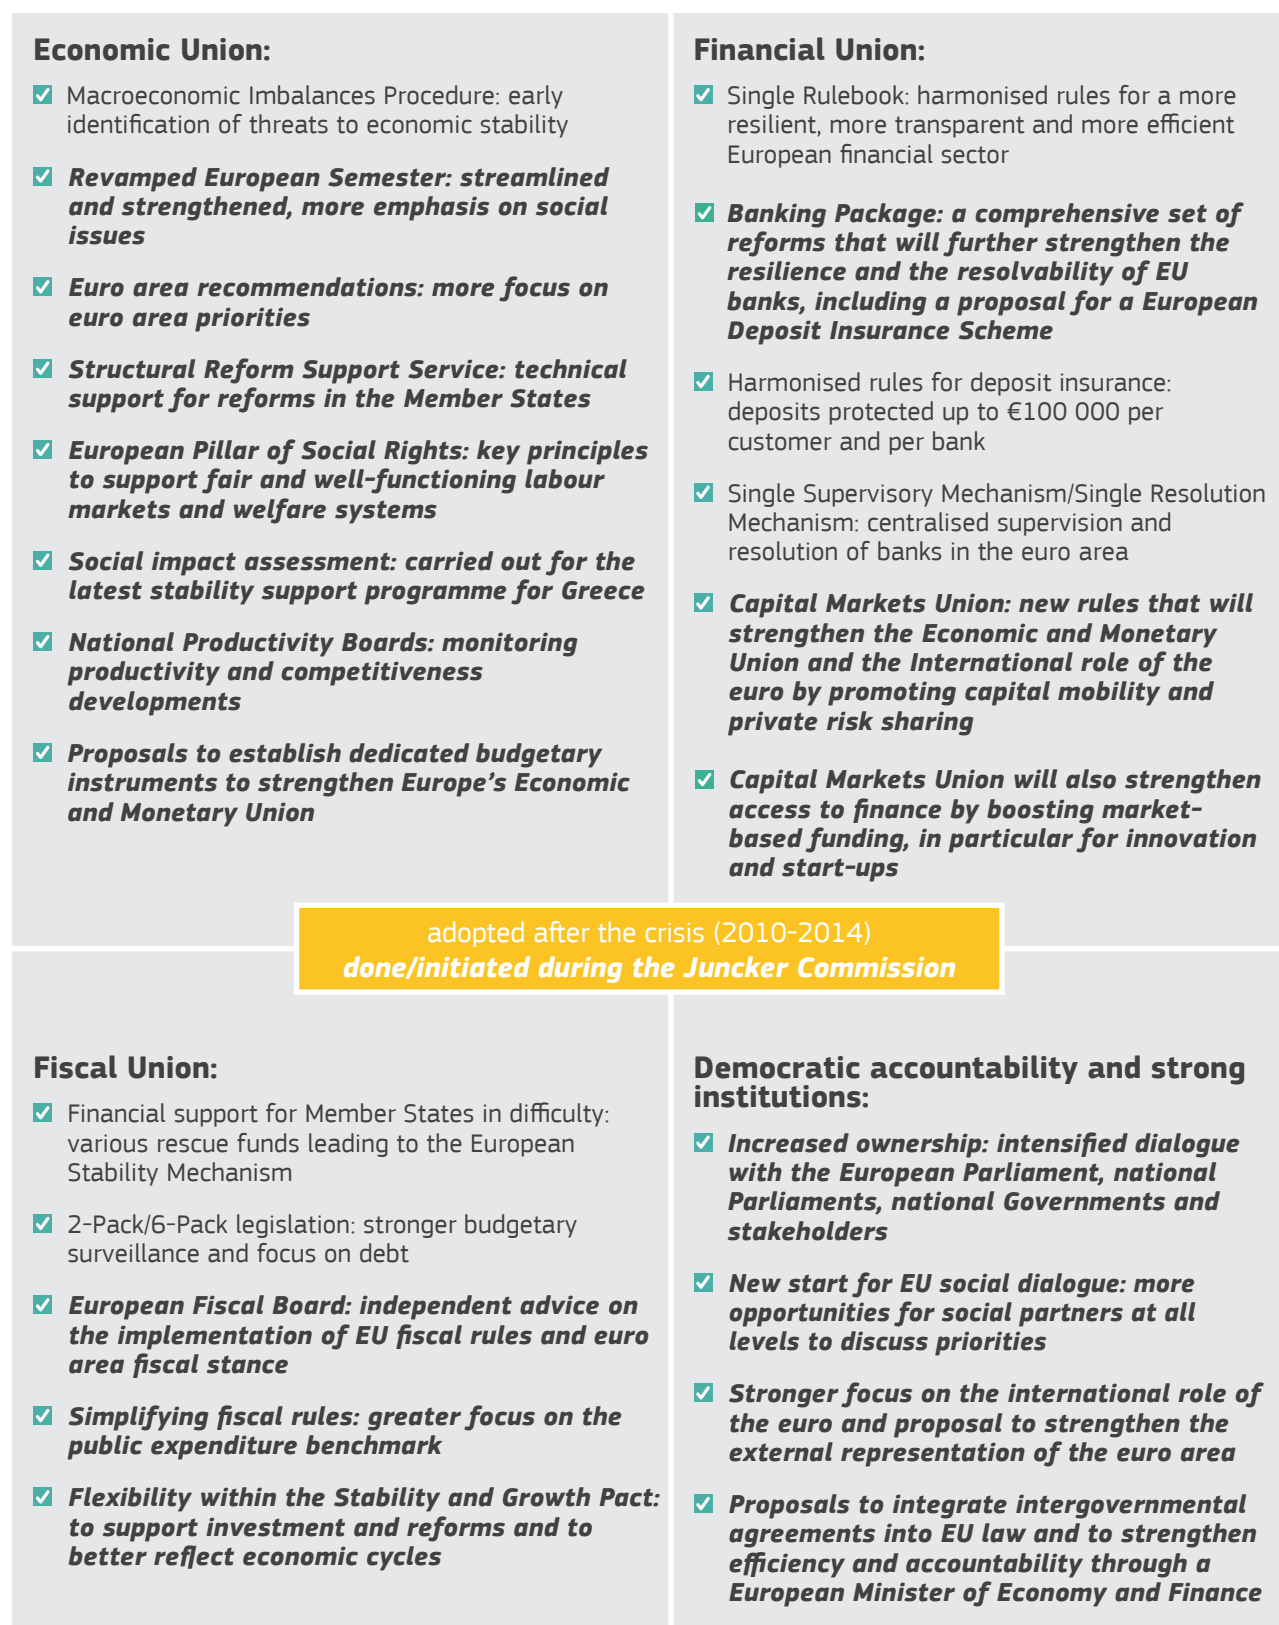 Economic Union:
Macroeconomic Imbalances Procedure: early
identification of threats to economic stability
Revamped European Semester: streamlined
and strengthened, more emphasis on social
issues
Euro area recommendations: more focus on
euro area priorities
Structural Reform Support Service: technical
support for reforms in the Member States
European Pillar of Social Rights: key principles
to support fair and well-functioning labour
markets and welfare systems
Social impact assessment: carried out for the
latest stability support programme for Greece
National Productivity Boards: monitoring
productivity and competitiveness
developments
Proposals to establish dedicated budgetary
instruments to strengthen Europe’s Economic
and Monetary Union
Financial Union:
Single Rulebook: harmonised rules for a more
resilient, more transparent and more efficient
European financial sector
Banking Package: a comprehensive set of
reforms that will further strengthen the
resilience and the resolvability of EU
banks, including a proposal for a European
Deposit Insurance Scheme
Harmonised rules for deposit insurance:
deposits protected up to €100 000 per
customer and per bank
Single Supervisory Mechanism/Single Resolution
Mechanism: centralised supervision and
resolution of banks in the euro area
Capital Markets Union: new rules that will
strengthen the Economic and Monetary
Union and the International role of the
euro by promoting capital mobility and
private risk sharing
Capital Markets Union will also strengthen
access to finance by boosting market-
based funding, in particular for innovation
and start-ups
adopted after the crisis (2010-2014)
done/initiated during the Juncker Commission
Fiscal Union:
Financial support for Member States in difficulty:
various rescue funds leading to the European
Stability Mechanism
2-Pack/6-Pack legislation: stronger budgetary
surveillance and focus on debt
European Fiscal Board: independent advice on
the implementation of EU fiscal rules and euro
area fiscal stance
Simplifying fiscal rules: greater focus on the
public expenditure benchmark
Flexibility within the Stability and Growth Pact:
to support investment and reforms and to
better reflect economic cycles
Democratic accountability and strong
institutions:
Increased ownership: intensified dialogue
with the European Parliament, national
Parliaments, national Governments and
stakeholders
New start for EU social dialogue: more
opportunities for social partners at all
levels to discuss priorities
Stronger focus on the international role of
the euro and proposal to strengthen the
external representation of the euro area
Proposals to integrate intergovernmental
agreements into EU law and to strengthen
efficiency and accountability through a
European Minister of Economy and Finance